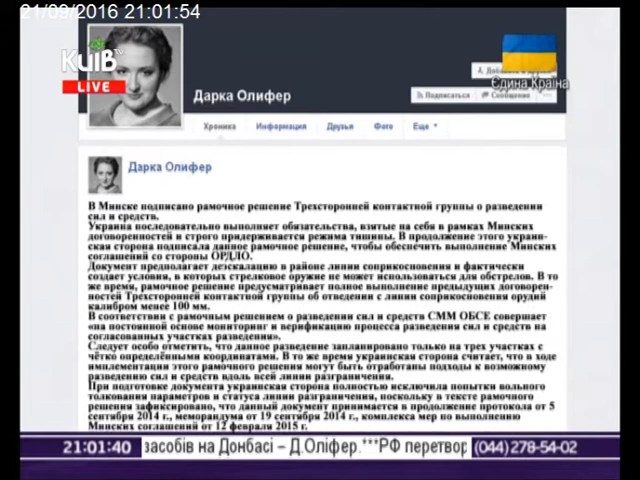 21/09/2016 21:01:54
Київ
LIVE
Єдина Країна
Дарка Олифер
Подписаться
Сообщение
Хроника Информация Друзья Фото Еще
Дарка Олифер
В Минске подписано рамочное решение Трехсторонней контактной группы о разведении
сил и средств.
Украина последовательно выполняет обязательства, взятые на себя в рамках Минских
договоренностей и строго придерживается режима тишины. В продолжение этого украин-
ская сторона подписала данное рамочное решение, чтобы обеспечить выполнение Минских
соглашений со стороны ОРДЛО.
Документ предполагает деэскалацию в районе линии соприкосновения и фактически
создает условия, в которых стрелковое оружие не может использоваться для обстрелов. В то
же время, рамочное решение предусматривает полное выполнение предыдущих договорен-
ностей Трехсторонней контактной группы об отведении с линии соприкосновения орудий
калибром менее 100 мм.
В соответствии с рамочным решением о разведении сил и средств СММ ОБСЕ совершает
«на постоянной основе мониторинг и верификацию процесса разведения сил и средств на
согласованных участках разведения».
Следует особо отметить, что данное разведение запланировано только на трех участках с
чётко определёнными координатами. В то же время украинская сторона считает, что в ходе
имплементации этого рамочного решения могут быть отработаны подходы к возможному
разведению сил и средств вдоль всей линии разграничения.
При подготовке документа украинская сторона полностью исключила попытки вольного
толкования параметров и статуса линии разграничения, поскольку в тексте рамочного
решения зафиксировано, что данный документ принимается в продолжение протокола от 5
сентября 2014 г., меморандума от 19 сентября 2014 г., комплекса мер по выполнению
Минских соглашений от 12 февраля 2015 г.
21:01:40 засобів на Донбасі – Д.Оліфер.***РФ перетвор (044)278-54-02